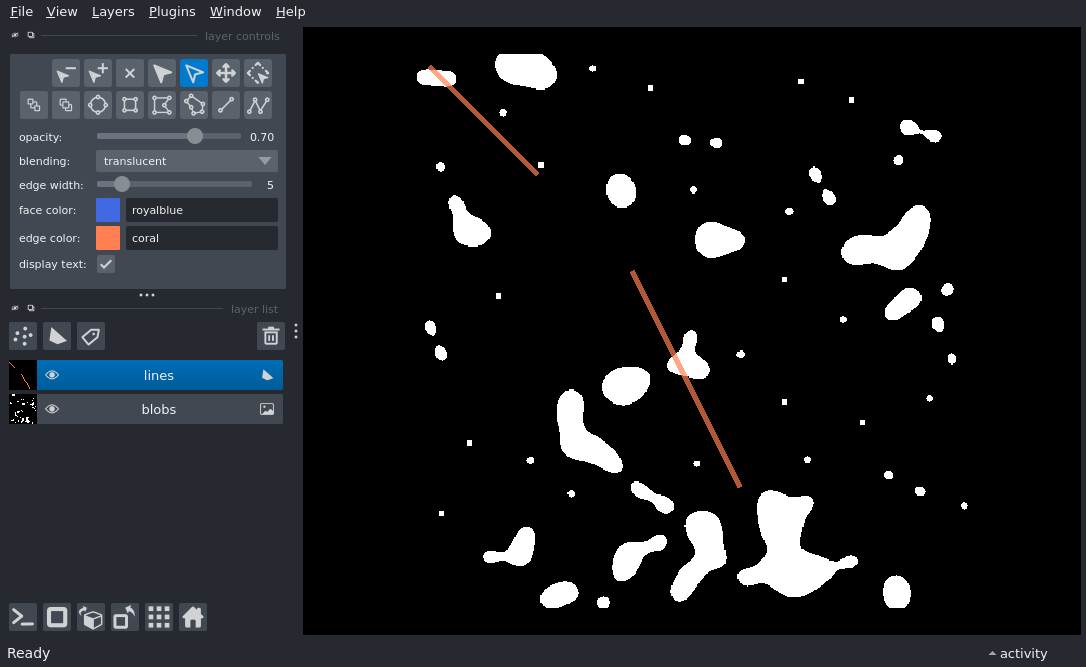 File View Layers Plugins Window Help
layer controls
opacity: 0.70
blending: translucent
edge width: 5
face color: royalblue
edge color: coral
display text:
layer list
lines
blobs
Ready
activity